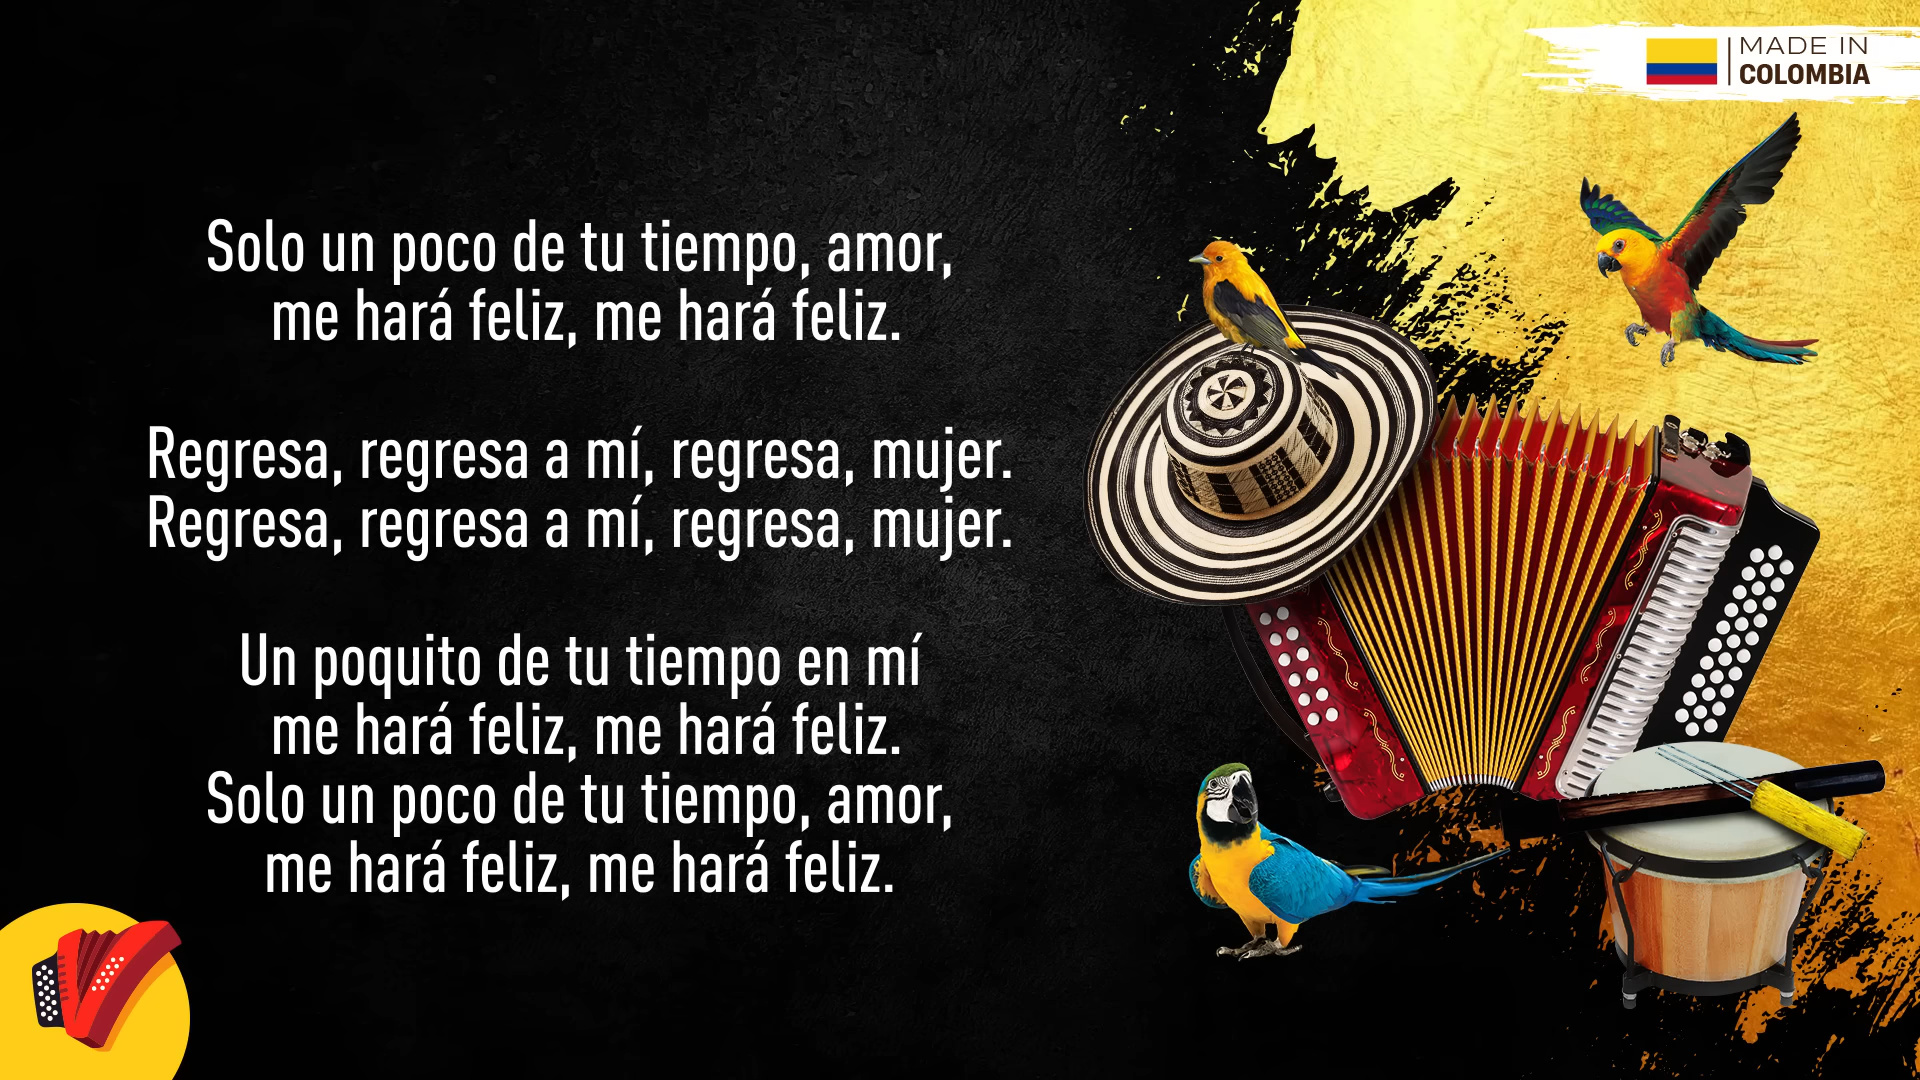 MADE IN
COLOMBIA
Solo un poco de tu tiempo, amor,
me hará feliz, me hará feliz.
Regresa, regresa a mí, regresa, mujer.
Regresa, regresa a mí, regresa, mujer.
Un poquito de tu tiempo en mí
me hará feliz, me hará feliz.
Solo un poco de tu tiempo, amor,
me hará feliz, me hará feliz.